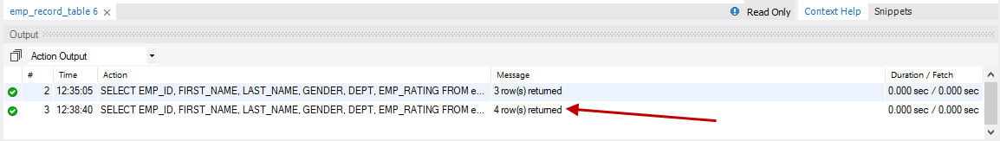 emp_record_table 6 × Read Only Context Help Snippets
Output
Action Output
# Time Action Message Duration / Fetch
2 12:35:05 SELECT EMP_ID, FIRST_NAME, LAST_NAME, GENDER, DEPT, EMP_RATING FROM e... 3 row(s) returned 0.000 sec / 0.000 sec
3 12:38:40 SELECT EMP_ID, FIRST_NAME, LAST_NAME, GENDER, DEPT, EMP_RATING FROM e... 4 row(s) returned 0.000 sec / 0.000 sec